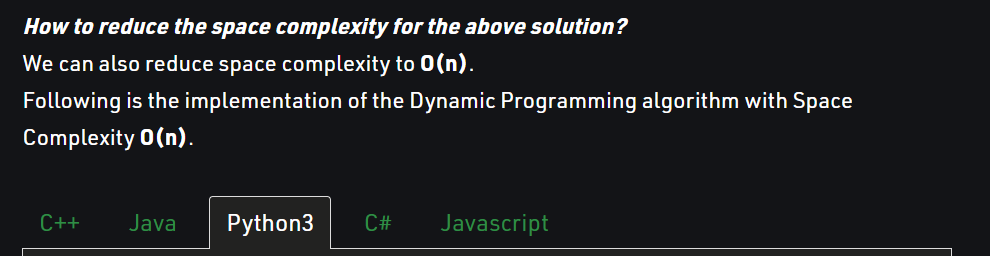 How to reduce the space complexity for the above solution?
We can also reduce space complexity to O(n).
Following is the implementation of the Dynamic Programming algorithm with Space
Complexity O(n).
C++ Java Python3 C# Javascript